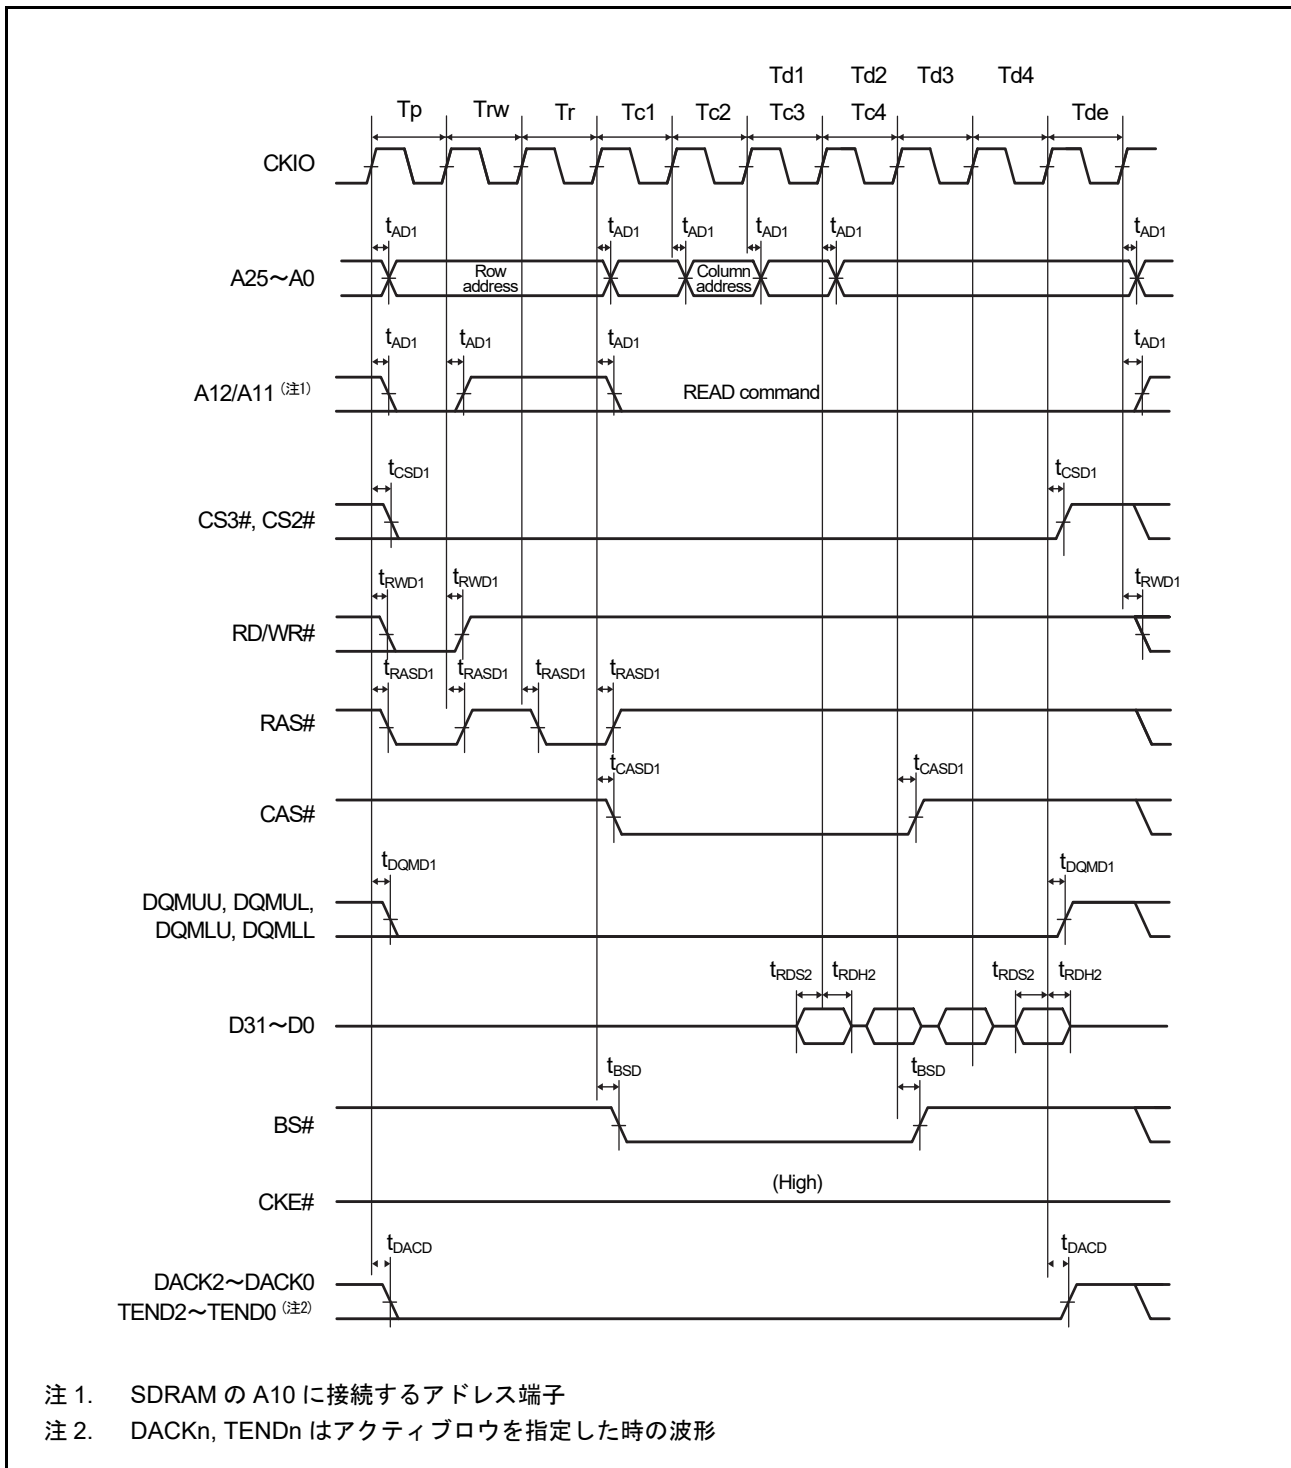 Td1 Td2 Td3 Td4
Tp Trw Tr Tc1 Tc2 Tc3 Tc4 Tde
CKIO
tAD1 tAD1 tAD1 tAD1 tAD1 tAD1
A25~A0
Row address
Column address
tAD1 tAD1 tAD1 tAD1
A12/A11 (注1)
READ command
tCSD1 tCSD1
CS3#, CS2#
tRWD1 tRWD1 tRWD1
RD/WR#
tRASD1 tRASD1 tRASD1 tRASD1
RAS#
tCASD1 tCASD1
CAS#
tDQMD1 tDQMD1
DQMUU, DQMUL,
DQMLU, DQMLL
tRDS2 tRDH2 tRDS2 tRDH2
D31~D0
tBSD tBSD
BS#
(High)
CKE#
tDACD tDACD
DACK2~DACK0
TEND2~TEND0 (注2)
注 1. SDRAM の A10 に接続するアドレス端子
注 2. DACKn, TENDn はアクティブロウを指定した時の波形